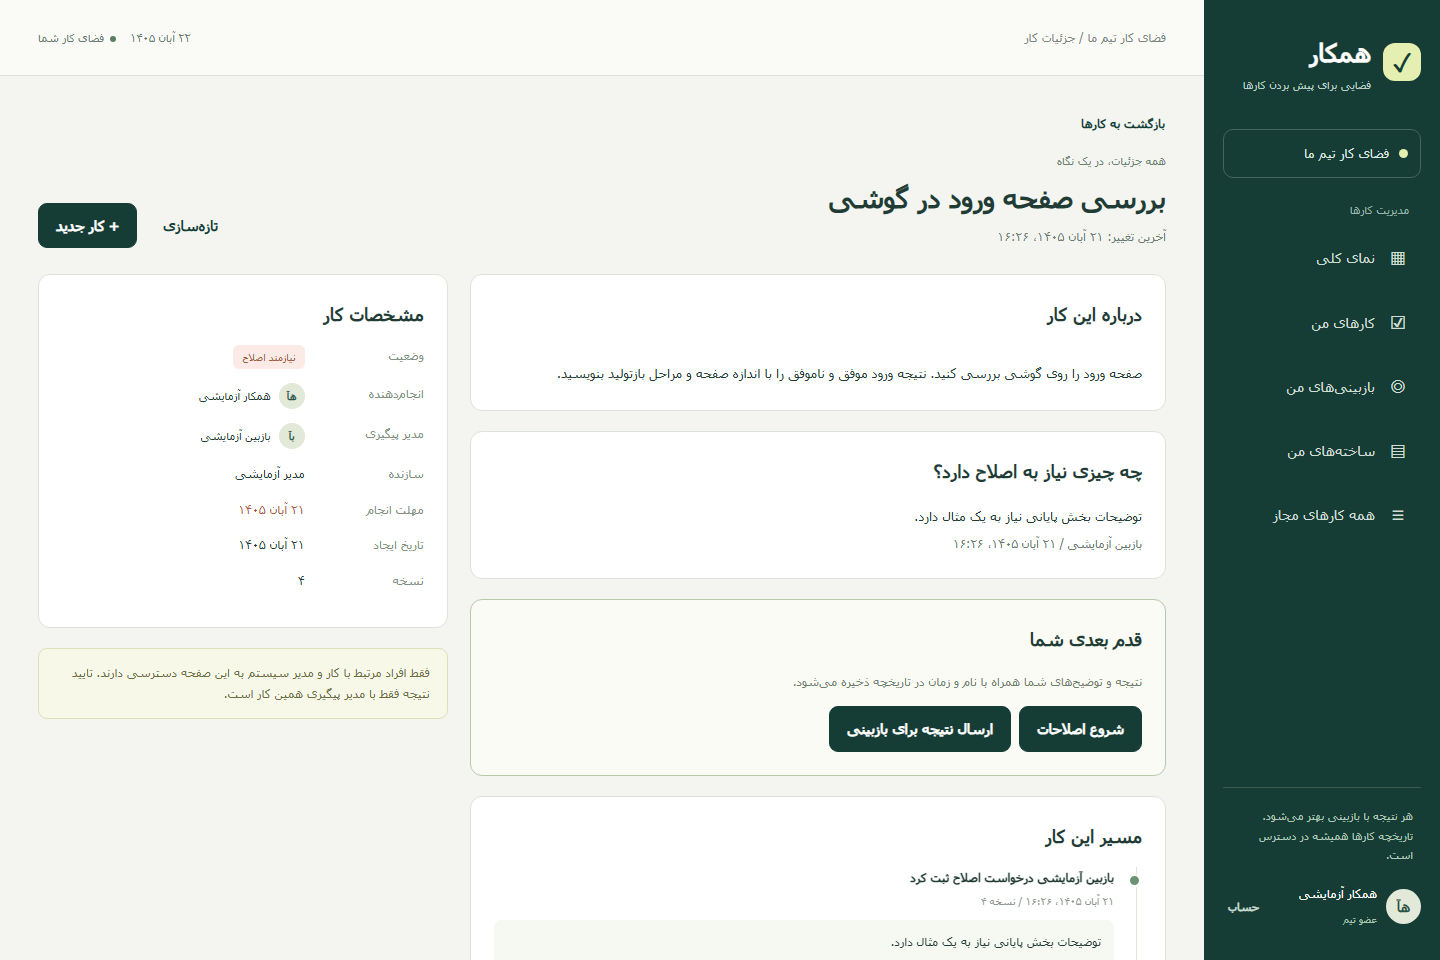 همکار
فضایی برای پیش بردن کارها
فضای کار تیم ما
مدیریت کارها
نمای کلی
کارهای من
بازبینی‌های من
ساخته‌های من
همه کارهای مجاز
هر نتیجه با بازبینی بهتر می‌شود.
تاریخچه کارها همیشه در دسترس
است.
هآ
همکار آزمایشی
عضو تیم
حساب
فضای کار تیم ما / جزئیات کار
۲۲ آبان ۱۴۰۵
فضای کار شما
بازگشت به کارها
همه جزئیات، در یک نگاه
بررسی صفحه ورود در گوشی
آخرین تغییر: ۲۱ آبان ۱۴۰۵، ۱۶:۲۶
تازه‌سازی
+ کار جدید
درباره این کار
صفحه ورود را روی گوشی بررسی کنید. نتیجه ورود موفق و ناموفق را با اندازه صفحه و مراحل بازتولید بنویسید.
چه چیزی نیاز به اصلاح دارد؟
توضیحات بخش پایانی نیاز به یک مثال دارد.
بازبین آزمایشی / ۲۱ آبان ۱۴۰۵، ۱۶:۲۶
قدم بعدی شما
نتیجه و توضیح‌های شما همراه با نام و زمان در تاریخچه ذخیره می‌شود.
شروع اصلاحات
ارسال نتیجه برای بازبینی
مسیر این کار
بازبین آزمایشی درخواست اصلاح ثبت کرد
۲۱ آبان ۱۴۰۵، ۱۶:۲۶ / نسخه ۴
توضیحات بخش پایانی نیاز به یک مثال دارد.
مشخصات کار
وضعیت
نیازمند اصلاح
انجام‌دهنده
هآ
همکار آزمایشی
مدیر پیگیری
بآ
بازبین آزمایشی
سازنده
مدیر آزمایشی
مهلت انجام
۲۱ آبان ۱۴۰۵
تاریخ ایجاد
۲۱ آبان ۱۴۰۵
نسخه
۴
فقط افراد مرتبط با کار و مدیر سیستم به این صفحه دسترسی دارند. تایید
نتیجه فقط با مدیر پیگیری همین کار است.